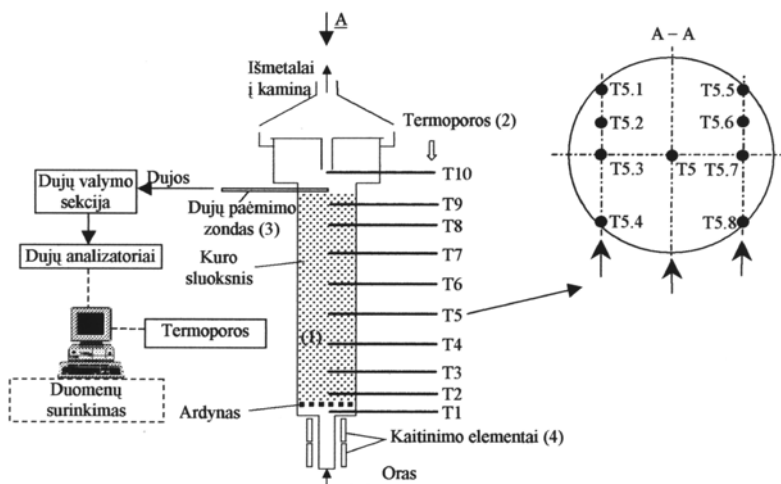 A
A – A
Išmetalai
į kaminą
Termoporos (2)
T10
T9
T8
T7
T6
T5
T4
T3
T2
T1
Dujos
Dujų valymo
sekcija
Dujų paėmimo
zondas (3)
Kuro
sluoksnis
Dujų analizatoriai
Termoporos
(1)
Duomenų
surinkimas
Ardynas
Kaitinimo elementai (4)
Oras
T5.1
T5.5
T5.2
T5.6
T5.3
T5
T5.7
T5.4
T5.8